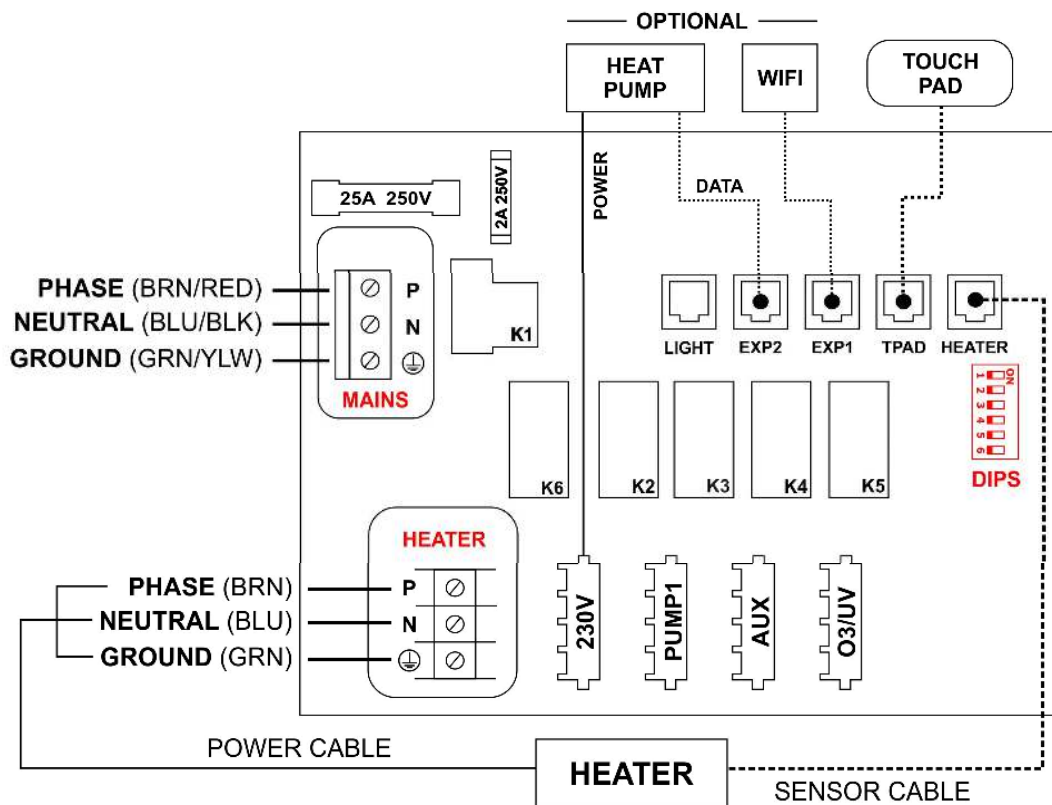 OPTIONAL
HEAT
PUMP
WIFI
TOUCH
PAD
POWER
DATA
25A 250V
2A 250V
PHASE (BRN/RED)
NEUTRAL (BLU/BLK)
GROUND (GRN/YLW)
P
N
MAINS
K1
LIGHT
EXP2
EXP1
TPAD
HEATER
ON
1
2
3
4
5
6
DIPS
K6
K2
K3
K4
K5
HEATER
PHASE (BRN)
NEUTRAL (BLU)
GROUND (GRN)
P
N
230V
PUMP1
AUX
O3/UV
POWER CABLE
HEATER
SENSOR CABLE